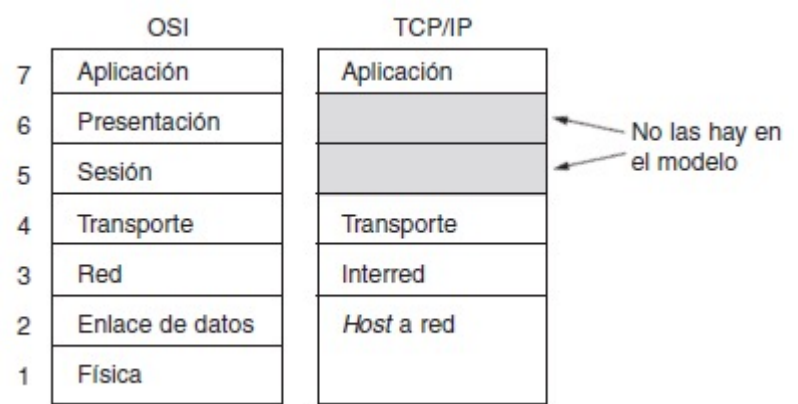 OSI TCP/IP
7 Aplicación Aplicación
6 Presentación
No las hay en
el modelo
5 Sesión
4 Transporte Transporte
3 Red Interred
2 Enlace de datos Host a red
1 Física